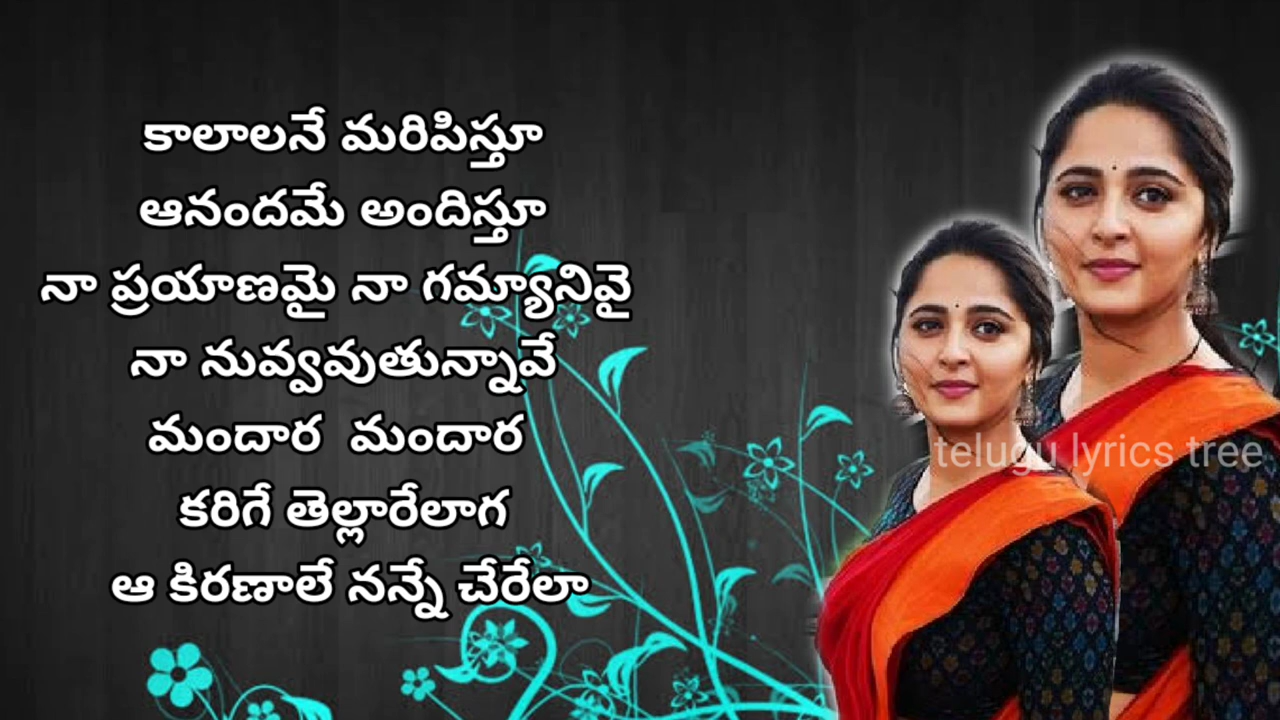 కాలాలనే మరిపిస్తూ
ఆనందమే అందిస్తూ
నా ప్రయాణమై నా గమ్యానివై
నా నువ్వవుతున్నావే
మందార మందార
కరిగే తెల్లారేలాగ
ఆ కిరణాలే నన్నే చేరేలా
telugu lyrics tree